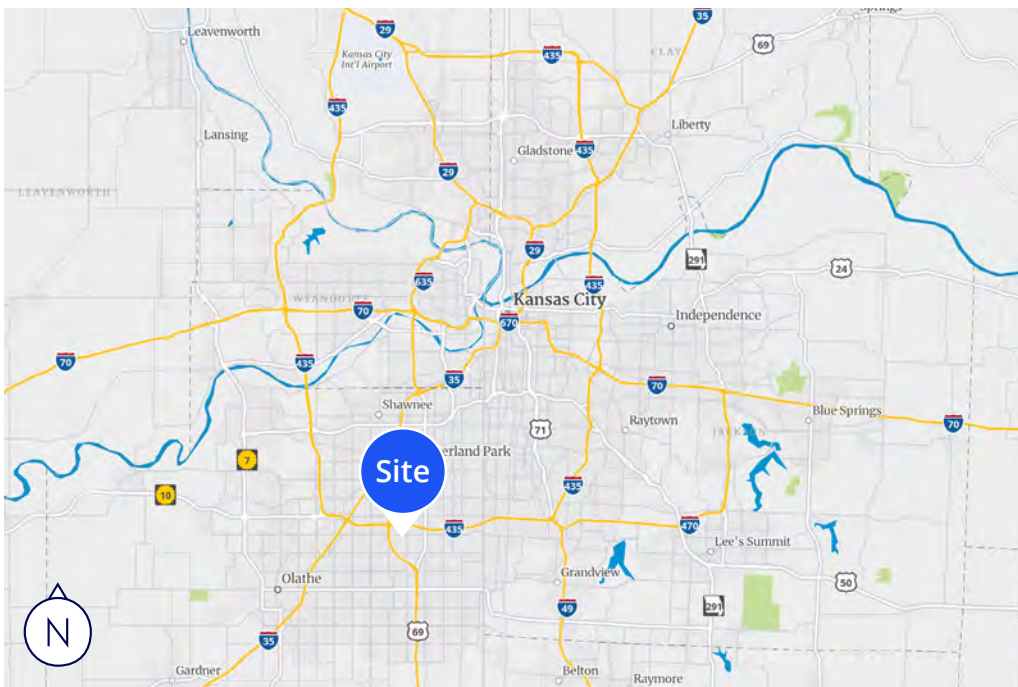 Leavenworth
29
35
Springs
69
CLAY
Kansas City
Int'l Airport
435
435
Lansing
Liberty
Gladstone
435
29
LEAVENWORTH
29
291
24
635
435
WYANDOTTE
70
Kansas City
670
Independence
70
435
35
70
Shawnee
Blue Springs
71
Raytown
70
JACKSON
erland Park
Site
7
10
435
435
470
Lee's Summit
Olathe
Grandview
50
49
291
N
35
69
Gardner
Belton
Raymore